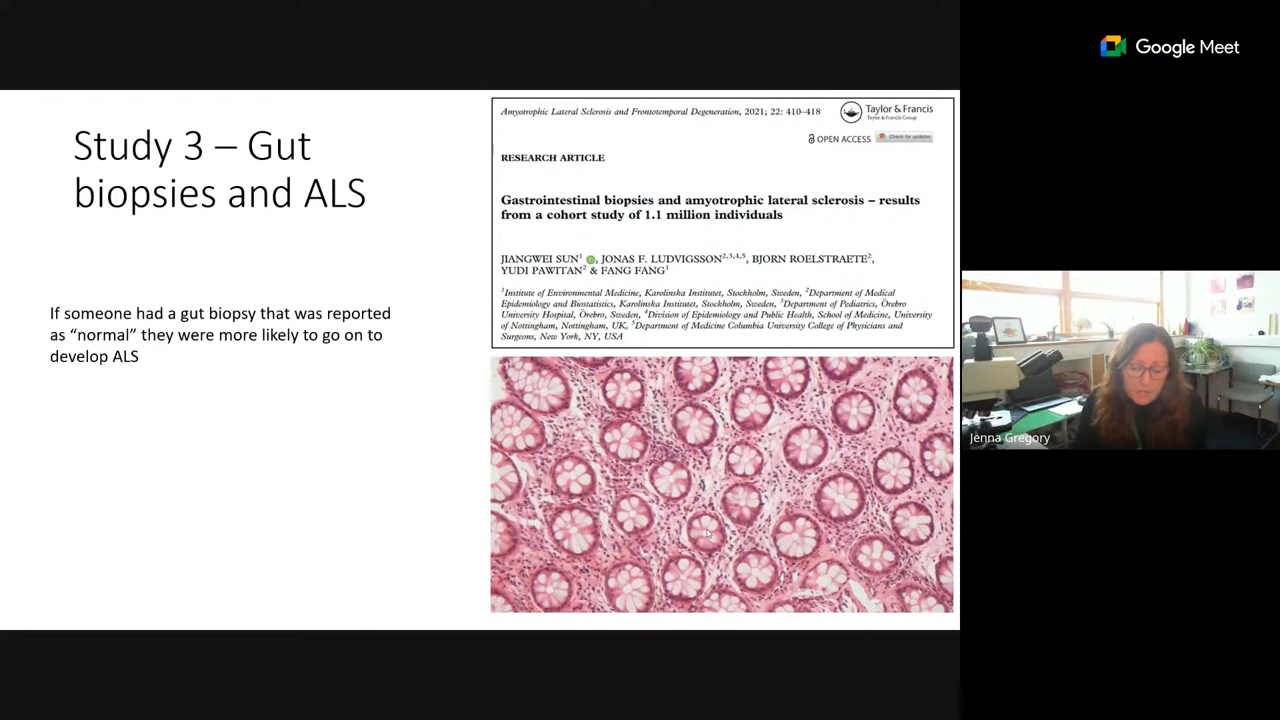 Google Meet
Study 3 – Gut
biopsies and ALS
If someone had a gut biopsy that was reported
as “normal” they were more likely to go on to
develop ALS
Amyotrophic Lateral Sclerosis and Frontotemporal Degeneration, 2021; 22: 410–418
Taylor & Francis
Taylor & Francis Group
OPEN ACCESS
Check for updates
RESEARCH ARTICLE
Gastrointestinal biopsies and amyotrophic lateral sclerosis – results
from a cohort study of 1.1 million individuals
JIANGWEI SUN1, JONAS F. LUDVIGSSON2,3,4,5, BJORN ROELSTRAETE2,
YUDI PAWITAN2 & FANG FANG1
1Institute of Environmental Medicine, Karolinska Institutet, Stockholm, Sweden, 2Department of Medical
Epidemiology and Biostatistics, Karolinska Institutet, Stockholm, Sweden, 3Department of Pediatrics, Örebro
University Hospital, Örebro, Sweden, 4Division of Epidemiology and Public Health, School of Medicine, University
of Nottingham, Nottingham, UK, 5Department of Medicine Columbia University College of Physicians and
Surgeons, New York, NY, USA
Jenna Gregory